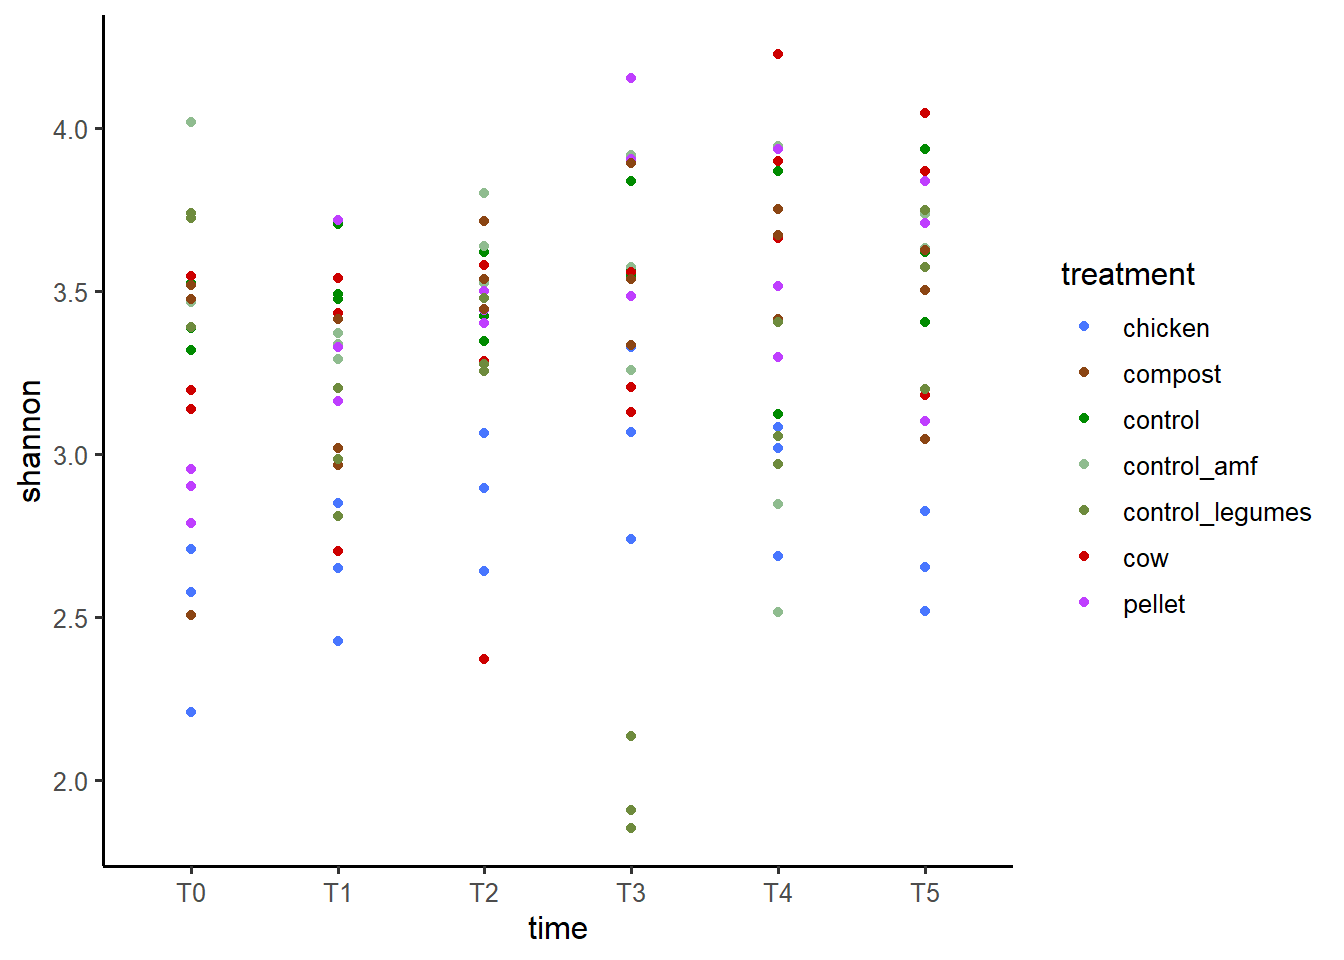 shannon
4.0
3.5
3.0
2.5
2.0
T0 T1 T2 T3 T4 T5
time
treatment
chicken
compost
control
control_amf
control_legumes
cow
pellet